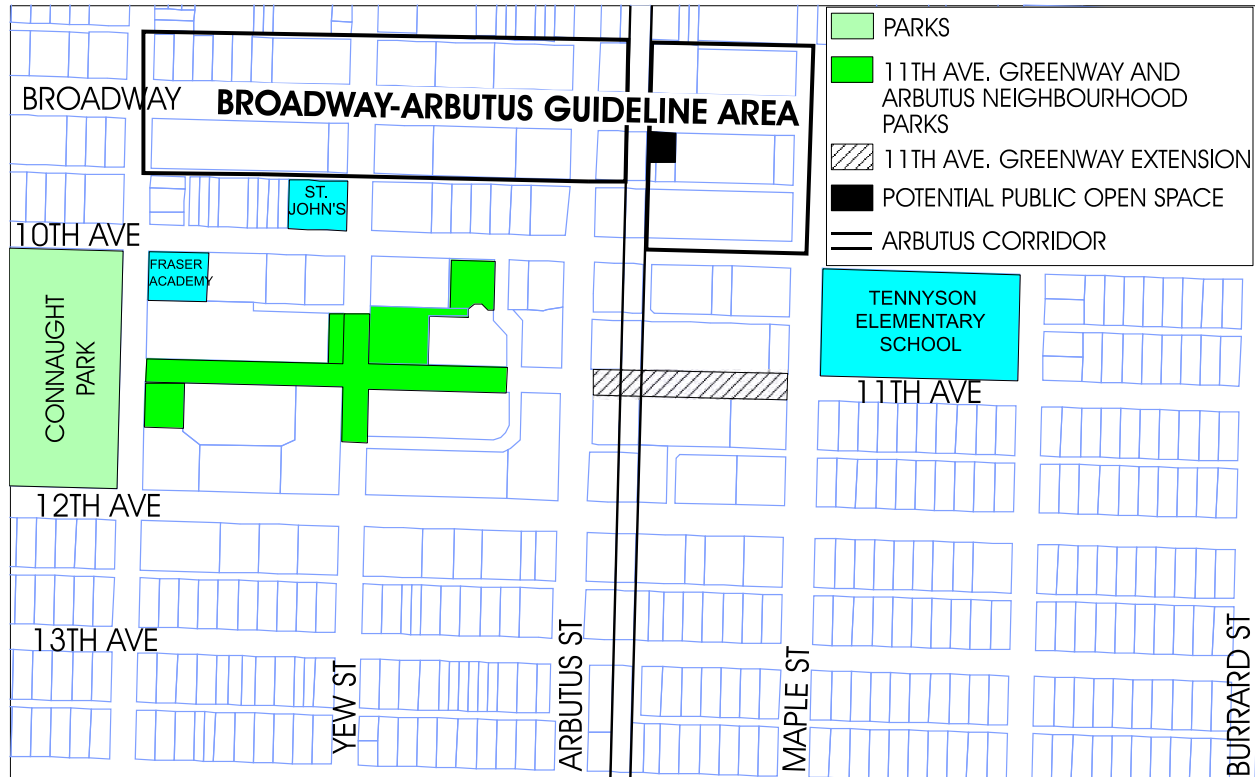 PARKS
11TH AVE. GREENWAY AND
ARBUTUS NEIGHBOURHOOD
PARKS
11TH AVE. GREENWAY EXTENSION
POTENTIAL PUBLIC OPEN SPACE
ARBUTUS CORRIDOR
BROADWAY
BROADWAY-ARBUTUS GUIDELINE AREA
ST.
JOHN'S
10TH AVE
FRASER
ACADEMY
CONNAUGHT
PARK
TENNYSON
ELEMENTARY
SCHOOL
11TH AVE
12TH AVE
13TH AVE
YEW ST
ARBUTUS ST
MAPLE ST
BURRARD ST